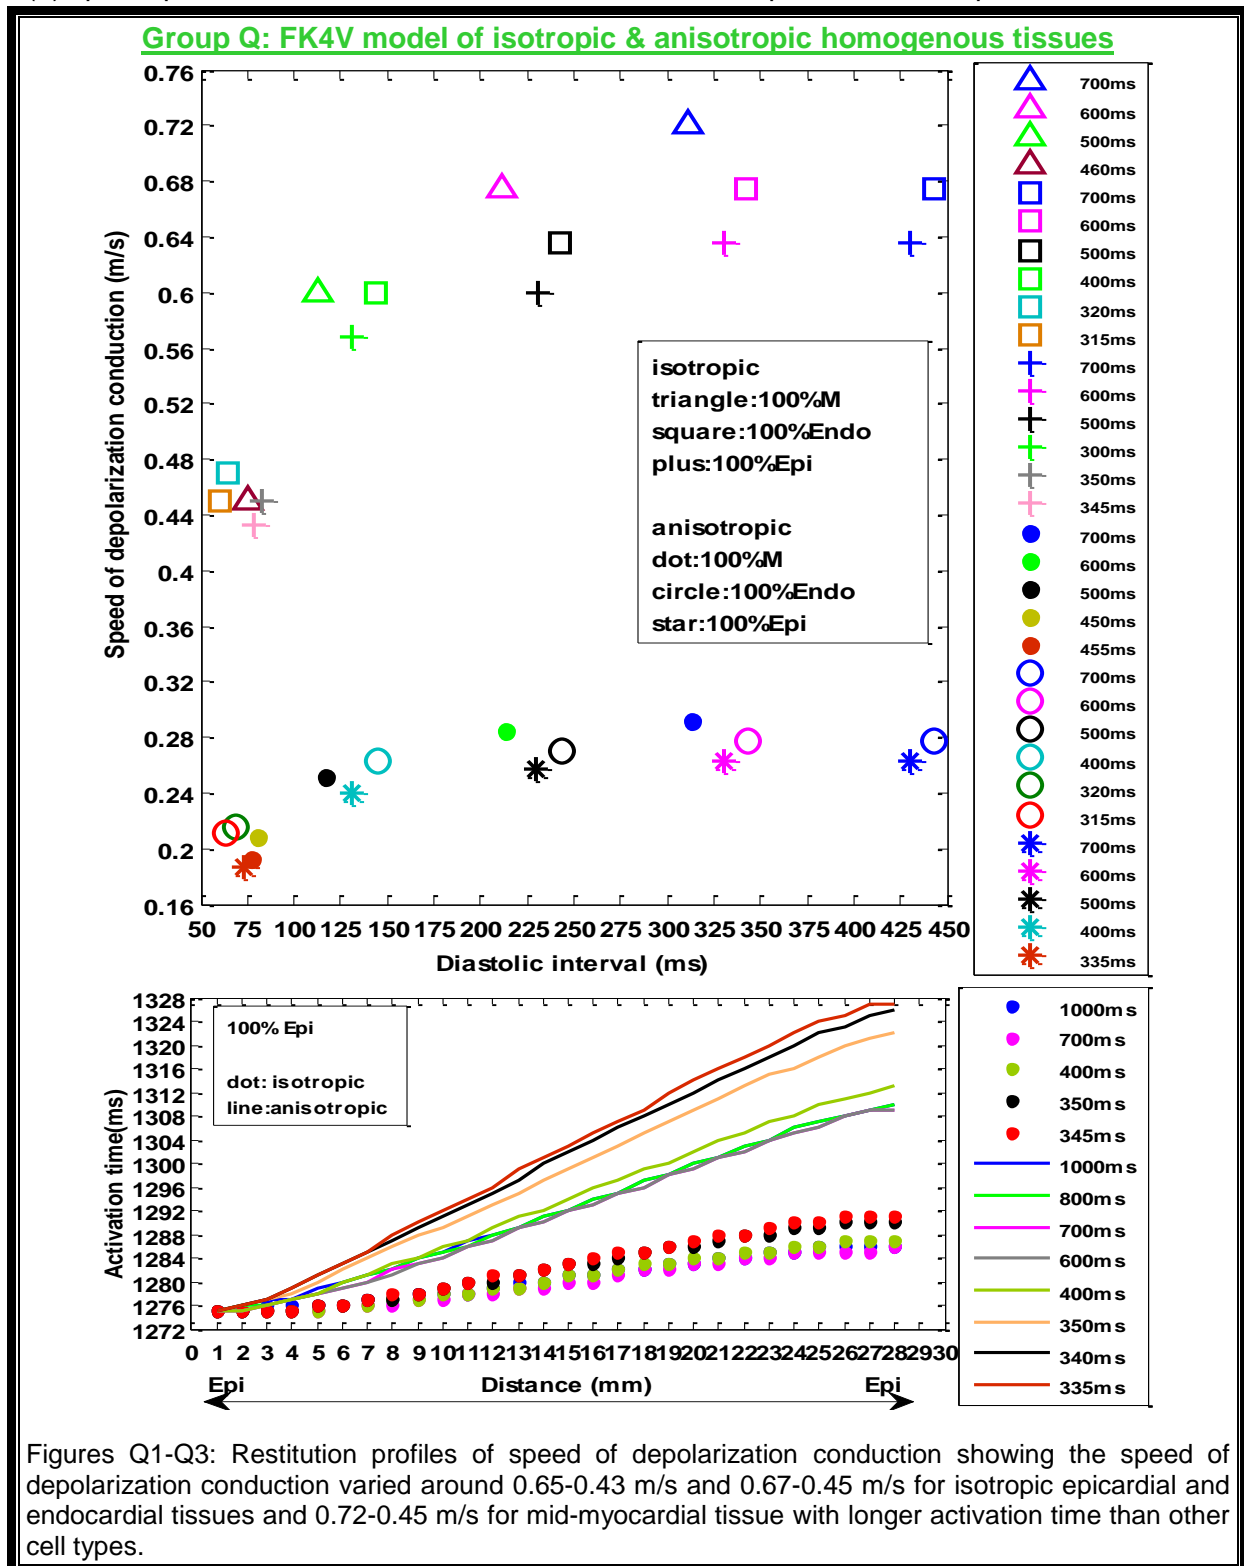 Group Q: FK4V model of isotropic & anisotropic homogenous tissues
0.76
0.72
0.68
0.64
0.6
0.56
0.52
0.48
0.44
0.4
0.36
0.32
0.28
0.24
0.2
0.16
Speed of depolarization conduction (m/s)
50 75 100 125 150 175 200 225 250 275 300 325 350 375 400 425 450
Diastolic interval (ms)
isotropic
triangle:100%M
square:100%Endo
plus:100%Epi
anisotropic
dot:100%M
circle:100%Endo
star:100%Epi
700ms
600ms
500ms
460ms
700ms
600ms
500ms
400ms
320ms
315ms
700ms
600ms
500ms
300ms
350ms
345ms
700ms
600ms
500ms
450ms
455ms
700ms
600ms
500ms
400ms
320ms
315ms
700ms
600ms
500ms
400ms
335ms
1328
1324
1320
1316
1312
1308
1304
1300
1296
1292
1288
1284
1280
1276
1272
Activation time(ms)
100% Epi
dot: isotropic
line:anisotropic
0 1 2 3 4 5 6 7 8 9 10 11 12 13 14 15 16 17 18 19 20 21 22 23 24 25 26 27 28 29 30
Epi Distance (mm) Epi
1000ms
700ms
400ms
350ms
345ms
1000ms
800ms
700ms
600ms
400ms
350ms
340ms
335ms
Figures Q1-Q3: Restitution profiles of speed of depolarization conduction showing the speed of
depolarization conduction varied around 0.65-0.43 m/s and 0.67-0.45 m/s for isotropic epicardial and
endocardial tissues and 0.72-0.45 m/s for mid-myocardial tissue with longer activation time than other
cell types.